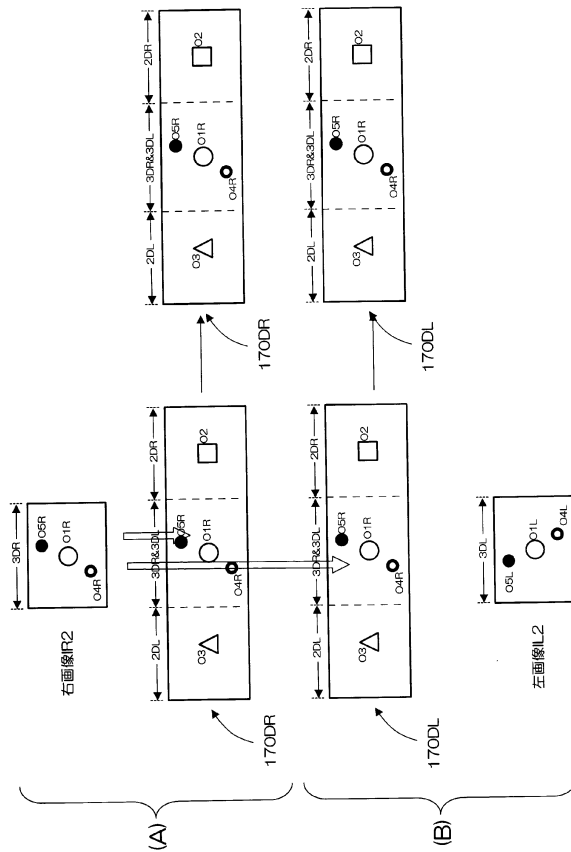 (A)
右画像IR2
3DR
O5R
O1R
O4R
170DR
2DL
3DR&3DL
2DR
O3
O5R
O1R
O4R
O2
170DR
2DL
3DR&3DL
2DR
O3
O5R
O1R
O4R
O2
(B)
170DL
2DL
3DR&3DL
2DR
O3
O5R
O1R
O4R
O2
170DL
2DL
3DR&3DL
2DR
O3
O5R
O1R
O4R
O2
左画像IL2
3DL
O5L
O1L
O4L